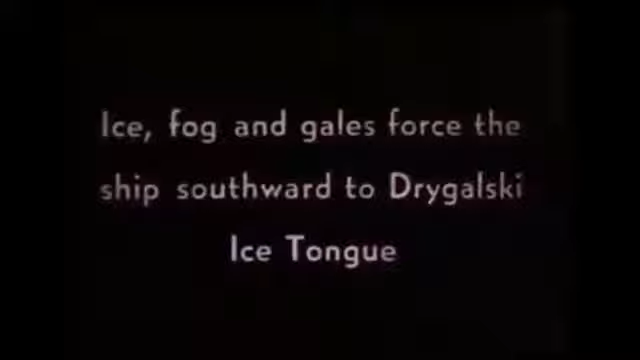 Ice, fog and gales force the
ship southward to Drygalski
Ice Tongue